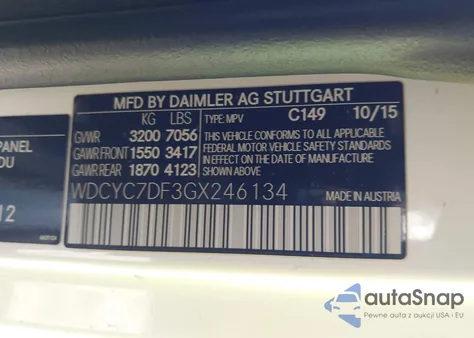 MFD BY DAIMLER AG STUTTGART
KG LBS
GVWR 3200 7056
GAWR FRONT 1550 3417
GAWR REAR 1870 4123
TYPE: MPV C149 10/15
THIS VEHICLE CONFORMS TO ALL APPLICABLE
FEDERAL MOTOR VEHICLE SAFETY STANDARDS
IN EFFECT ON THE DATE OF MANUFACTURE
SHOWN ABOVE.
WDCYC7DF3GX246134
MADE IN AUSTRIA
PANEL
DU
12
autoSnap
Pewne auta z aukcji USA i EU